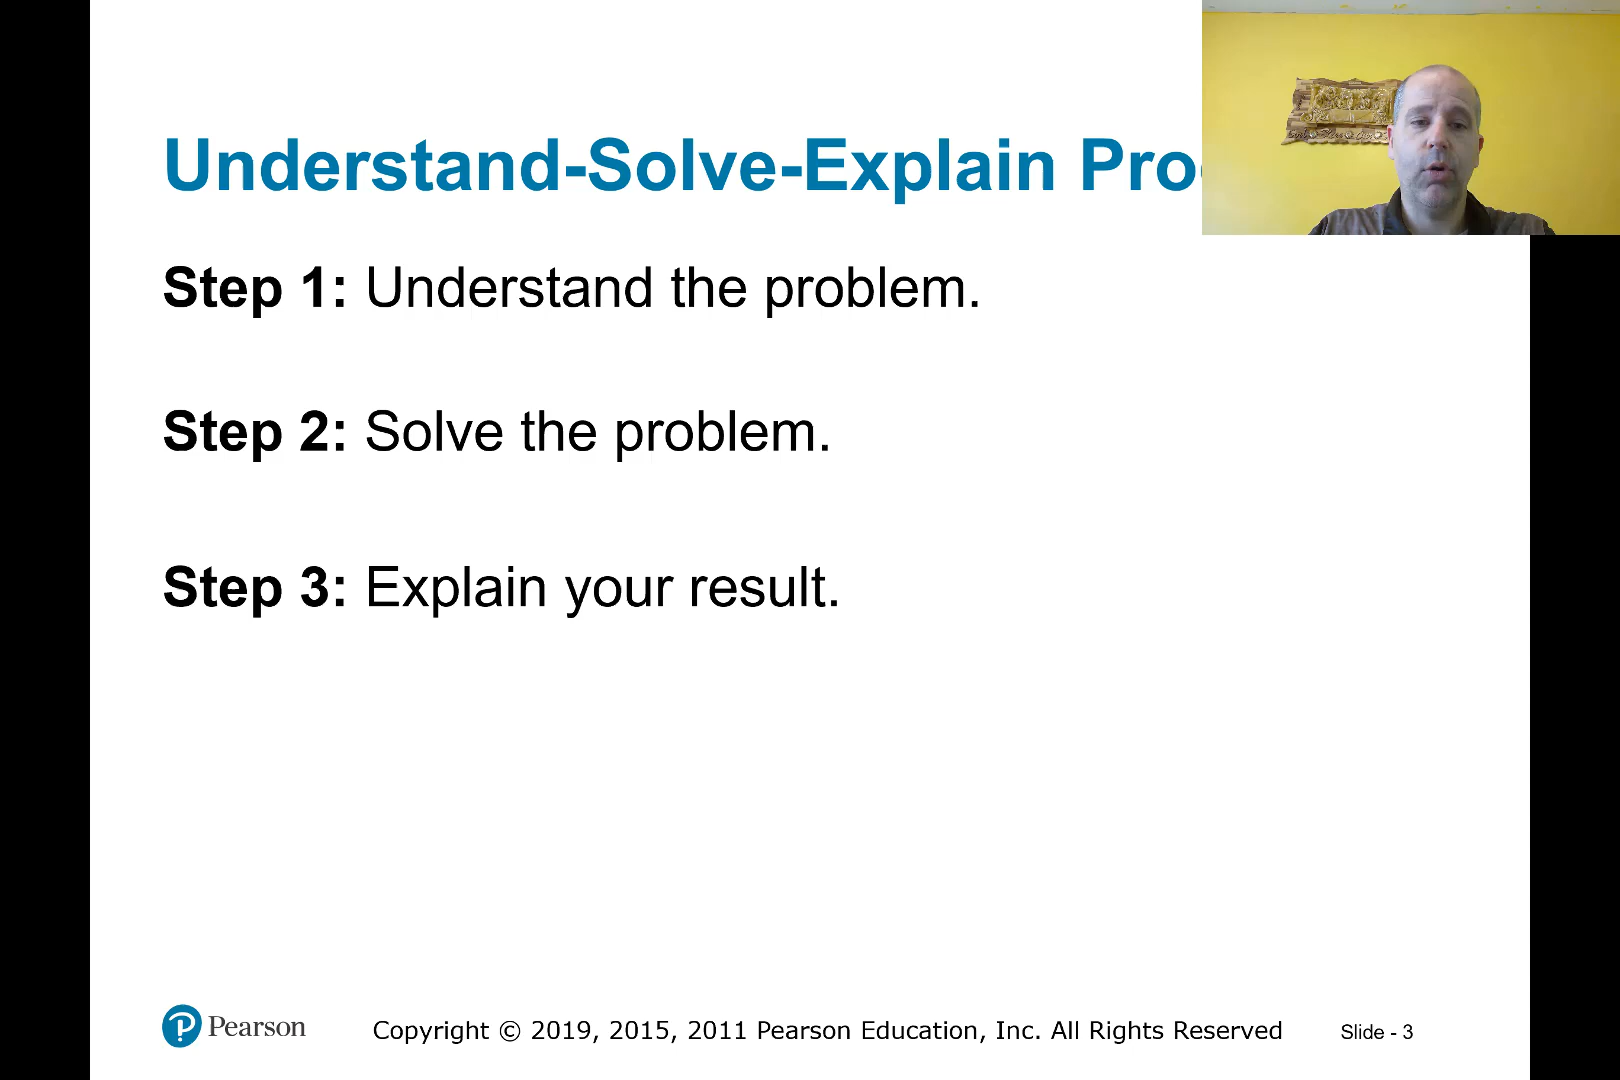 Understand-Solve-Explain
Step 1: Understand the problem.
Step 2: Solve the problem.
Step 3: Explain your result.
Pearson
Copyright © 2019, 2015, 2011 Pearson Education, Inc. All Rights Reserved
Slide - 3